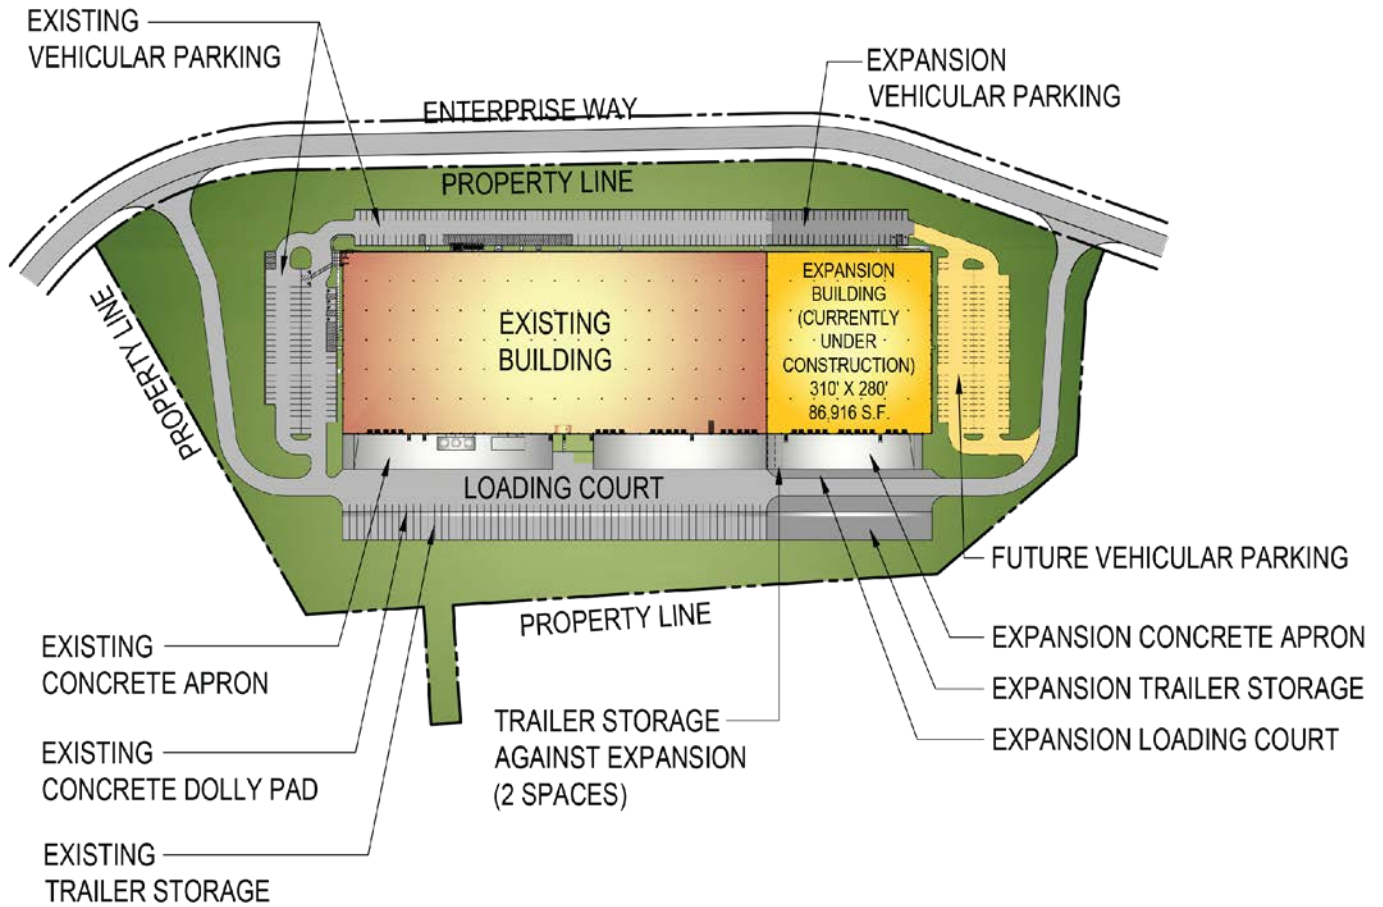 EXISTING
VEHICULAR PARKING
EXPANSION
VEHICULAR PARKING
ENTERPRISE WAY
PROPERTY LINE
PROPERTY LINE
EXISTING
BUILDING
EXPANSION
BUILDING
(CURRENTLY
UNDER
CONSTRUCTION)
310' X 280'
86,916 S.F.
LOADING COURT
PROPERTY LINE
FUTURE VEHICULAR PARKING
EXPANSION CONCRETE APRON
EXPANSION TRAILER STORAGE
EXPANSION LOADING COURT
EXISTING
CONCRETE APRON
EXISTING
CONCRETE DOLLY PAD
EXISTING
TRAILER STORAGE
TRAILER STORAGE
AGAINST EXPANSION
(2 SPACES)